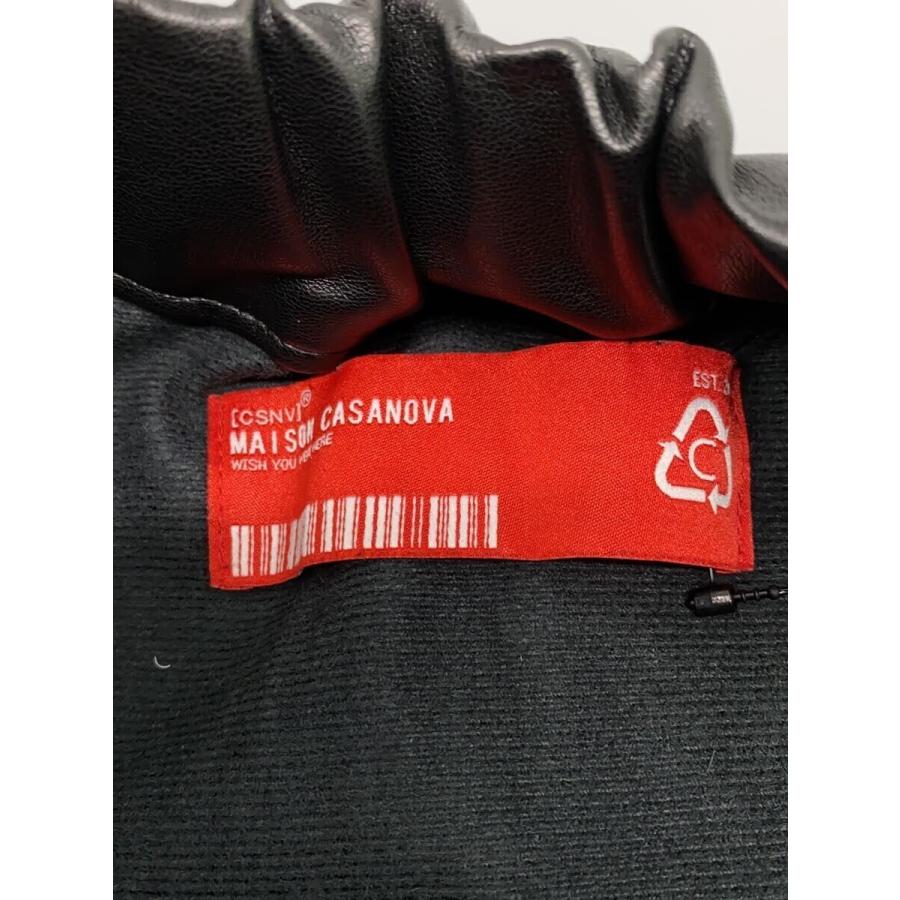 [CSNV]®
MAISON CASANOVA
WISH YOU WERE HERE
EST.
C